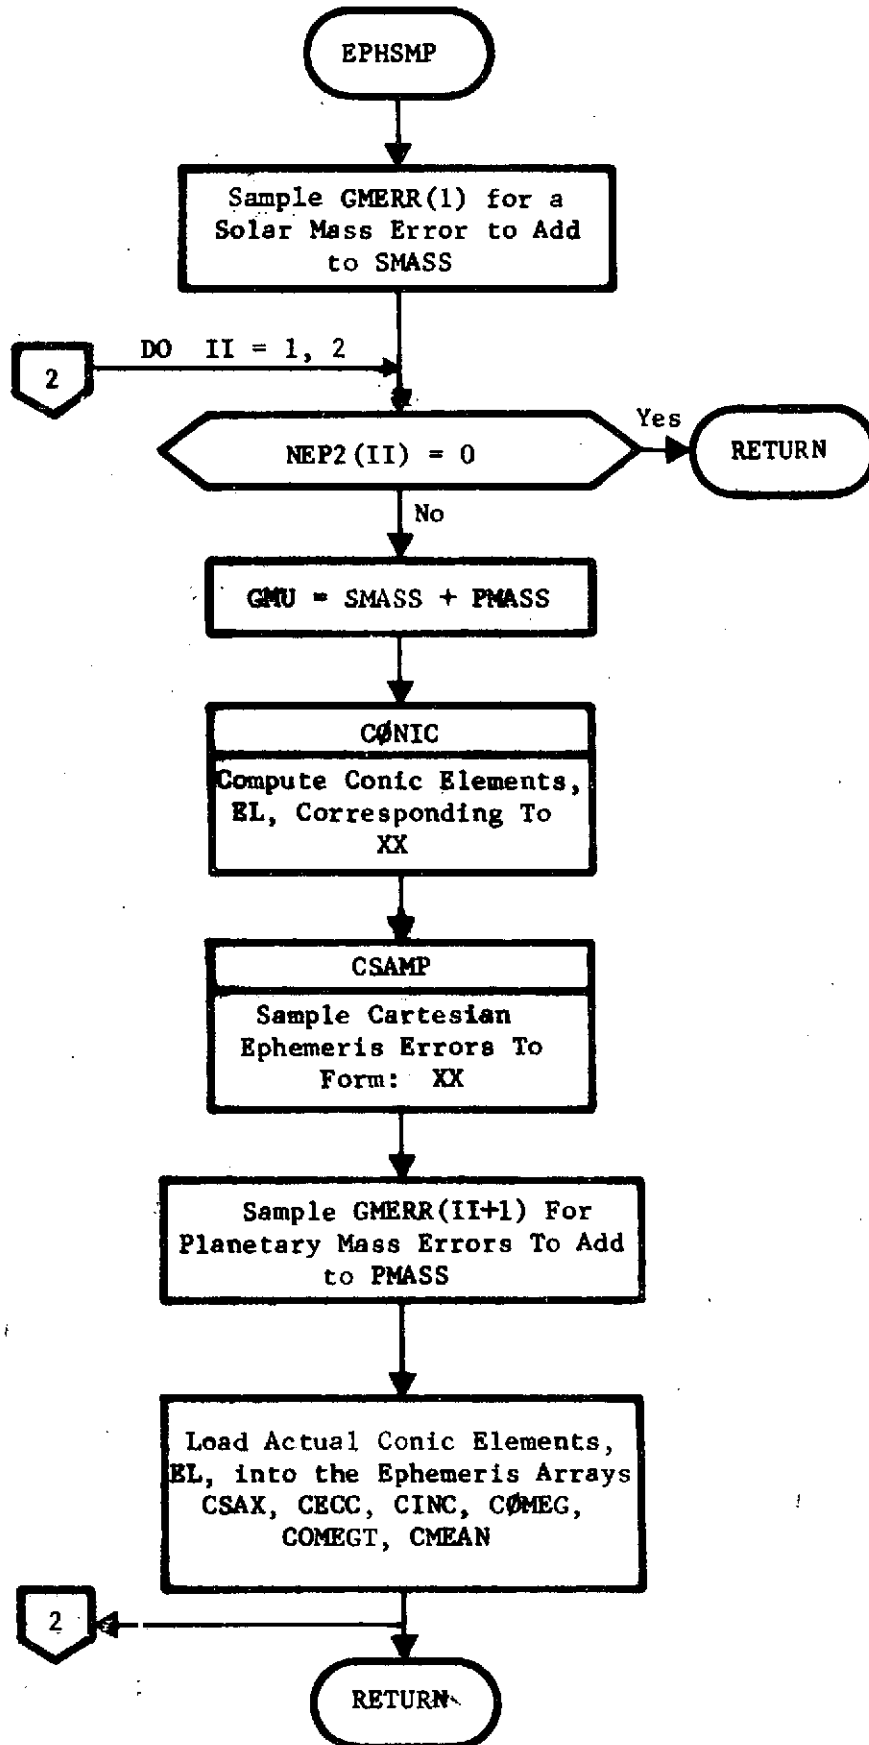 EPHSMP
Sample GMERR(1) for a
Solar Mass Error to Add
to SMASS
DO II = 1, 2
2
NEP2(II) = 0
Yes
RETURN
No
GMU = SMASS + PMASS
CØNIC
Compute Conic Elements,
EL, Corresponding To
XX
CSAMP
Sample Cartesian
Ephemeris Errors To
Form: XX
Sample GMERR(II+1) For
Planetary Mass Errors To Add
to PMASS
Load Actual Conic Elements,
EL, into the Ephemeris Arrays
CSAX, CECC, CINC, CØMEG,
COMEGT, CMEAN
2
RETURN